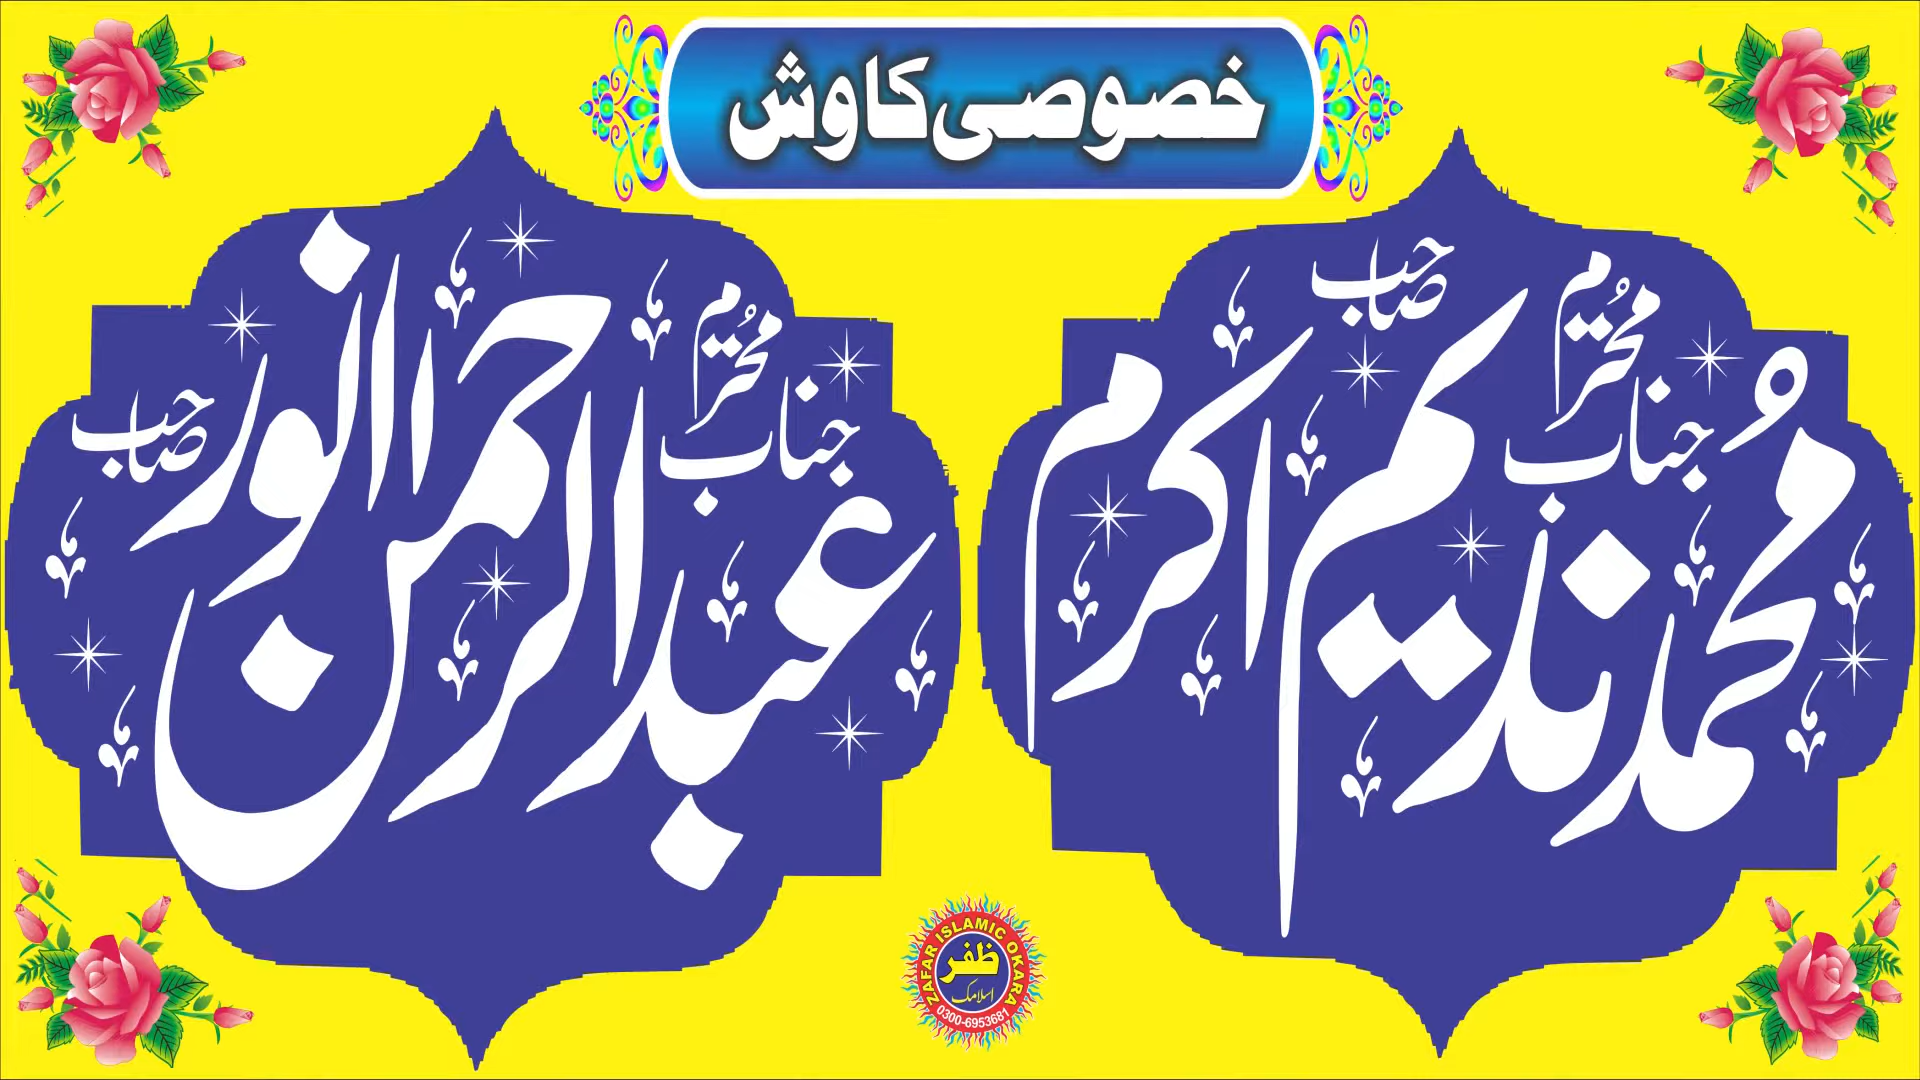 خصوصی کاوش
جناب محترم
محمد ندیم اکرم
صاحب
جناب محترم
عبدالرحمن انور
صاحب
ZAFAR ISLAMIC OKARA
ظفر
اسلامک
0300-6953681